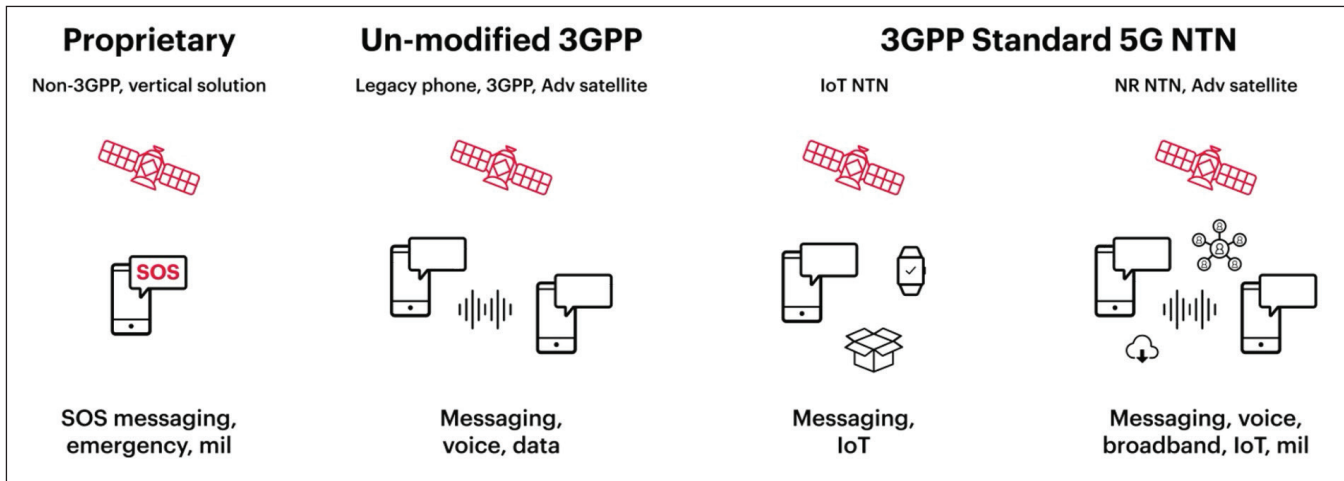 Proprietary
Non-3GPP, vertical solution
SOS
SOS messaging,
emergency, mil
Un-modified 3GPP
Legacy phone, 3GPP, Adv satellite
Messaging,
voice, data
3GPP Standard 5G NTN
IoT NTN
Messaging,
IoT
NR NTN, Adv satellite
Messaging, voice,
broadband, IoT, mil